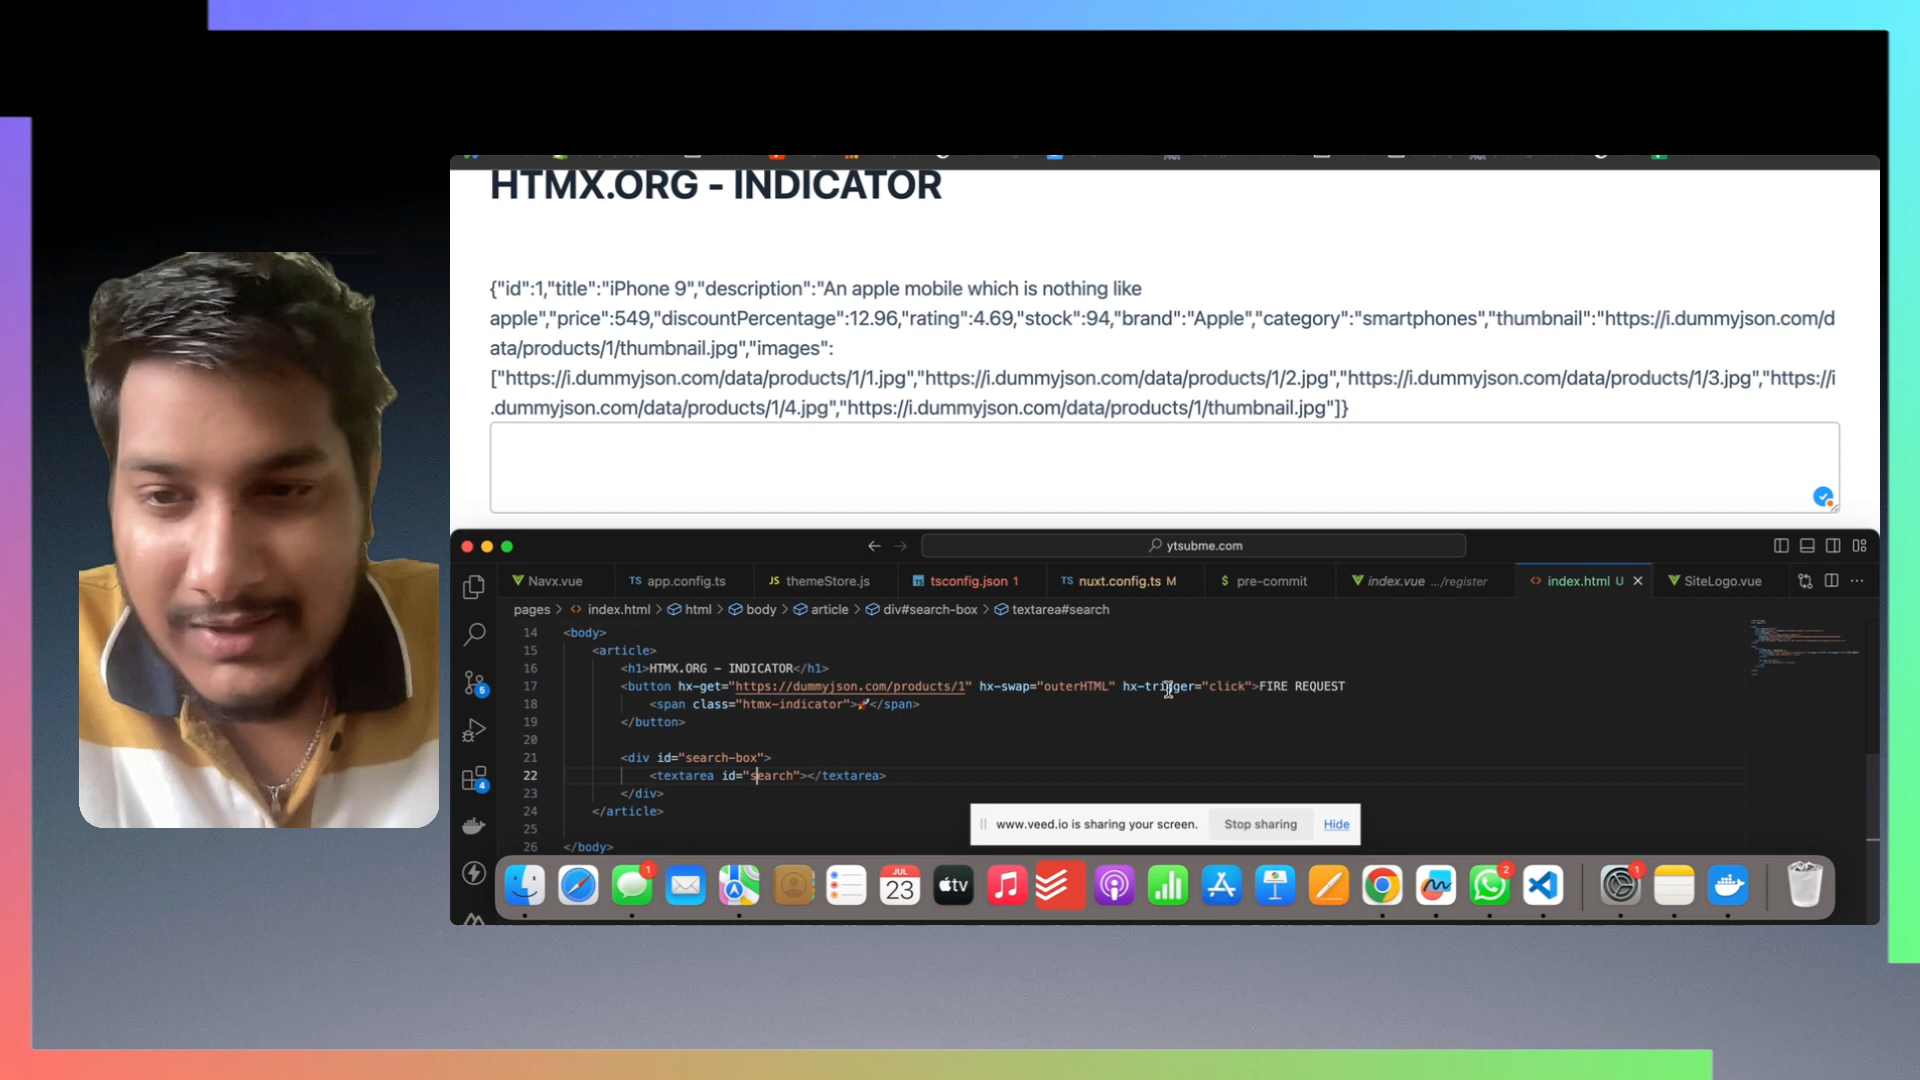 HTMX.ORG - INDICATOR
{"id":1,"title":"iPhone 9","description":"An apple mobile which is nothing like
apple","price":549,"discountPercentage":12.96,"rating":4.69,"stock":94,"brand":"Apple","category":"smartphones","thumbnail":"https://i.dummyjson.com/d
ata/products/1/thumbnail.jpg","images":
["https://i.dummyjson.com/data/products/1/1.jpg","https://i.dummyjson.com/data/products/1/2.jpg","https://i.dummyjson.com/data/products/1/3.jpg","https://i
.dummyjson.com/data/products/1/4.jpg","https://i.dummyjson.com/data/products/1/thumbnail.jpg"]}
ytsubme.com
Navx.vue TS app.config.ts JS themeStore.js tsconfig.json 1 TS nuxt.config.ts M $ pre-commit index.vue .../register <> index.html U SiteLogo.vue
pages > <> index.html > html > body > article > div#search-box > textarea#search
14 <body>
15 <article>
16 <h1>HTMX.ORG - INDICATOR</h1>
17 <button hx-get="https://dummyjson.com/products/1" hx-swap="outerHTML" hx-trigger="click">FIRE REQUEST
18 <span class="htmx-indicator">🚀</span>
19 </button>
20
21 <div id="search-box">
22 <textarea id="search"></textarea>
23 </div>
24 </article>
25
26 </body>
5
4
www.veed.io is sharing your screen. Stop sharing Hide
1
JUL
23
tv
2
1